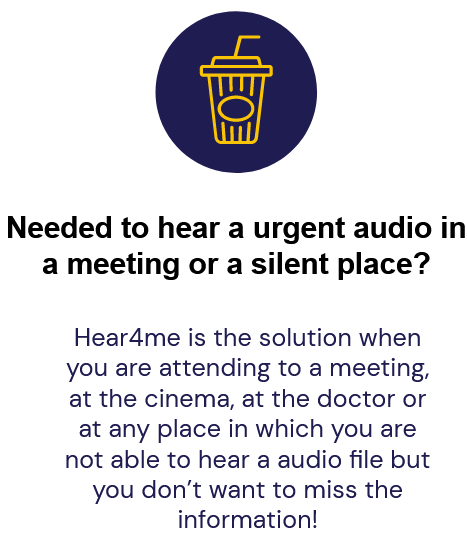 Needed to hear a urgent audio in
a meeting or a silent place?
Hear4me is the solution when
you are attending to a meeting,
at the cinema, at the doctor or
at any place in which you are
not able to hear a audio file but
you don’t want to miss the
information!